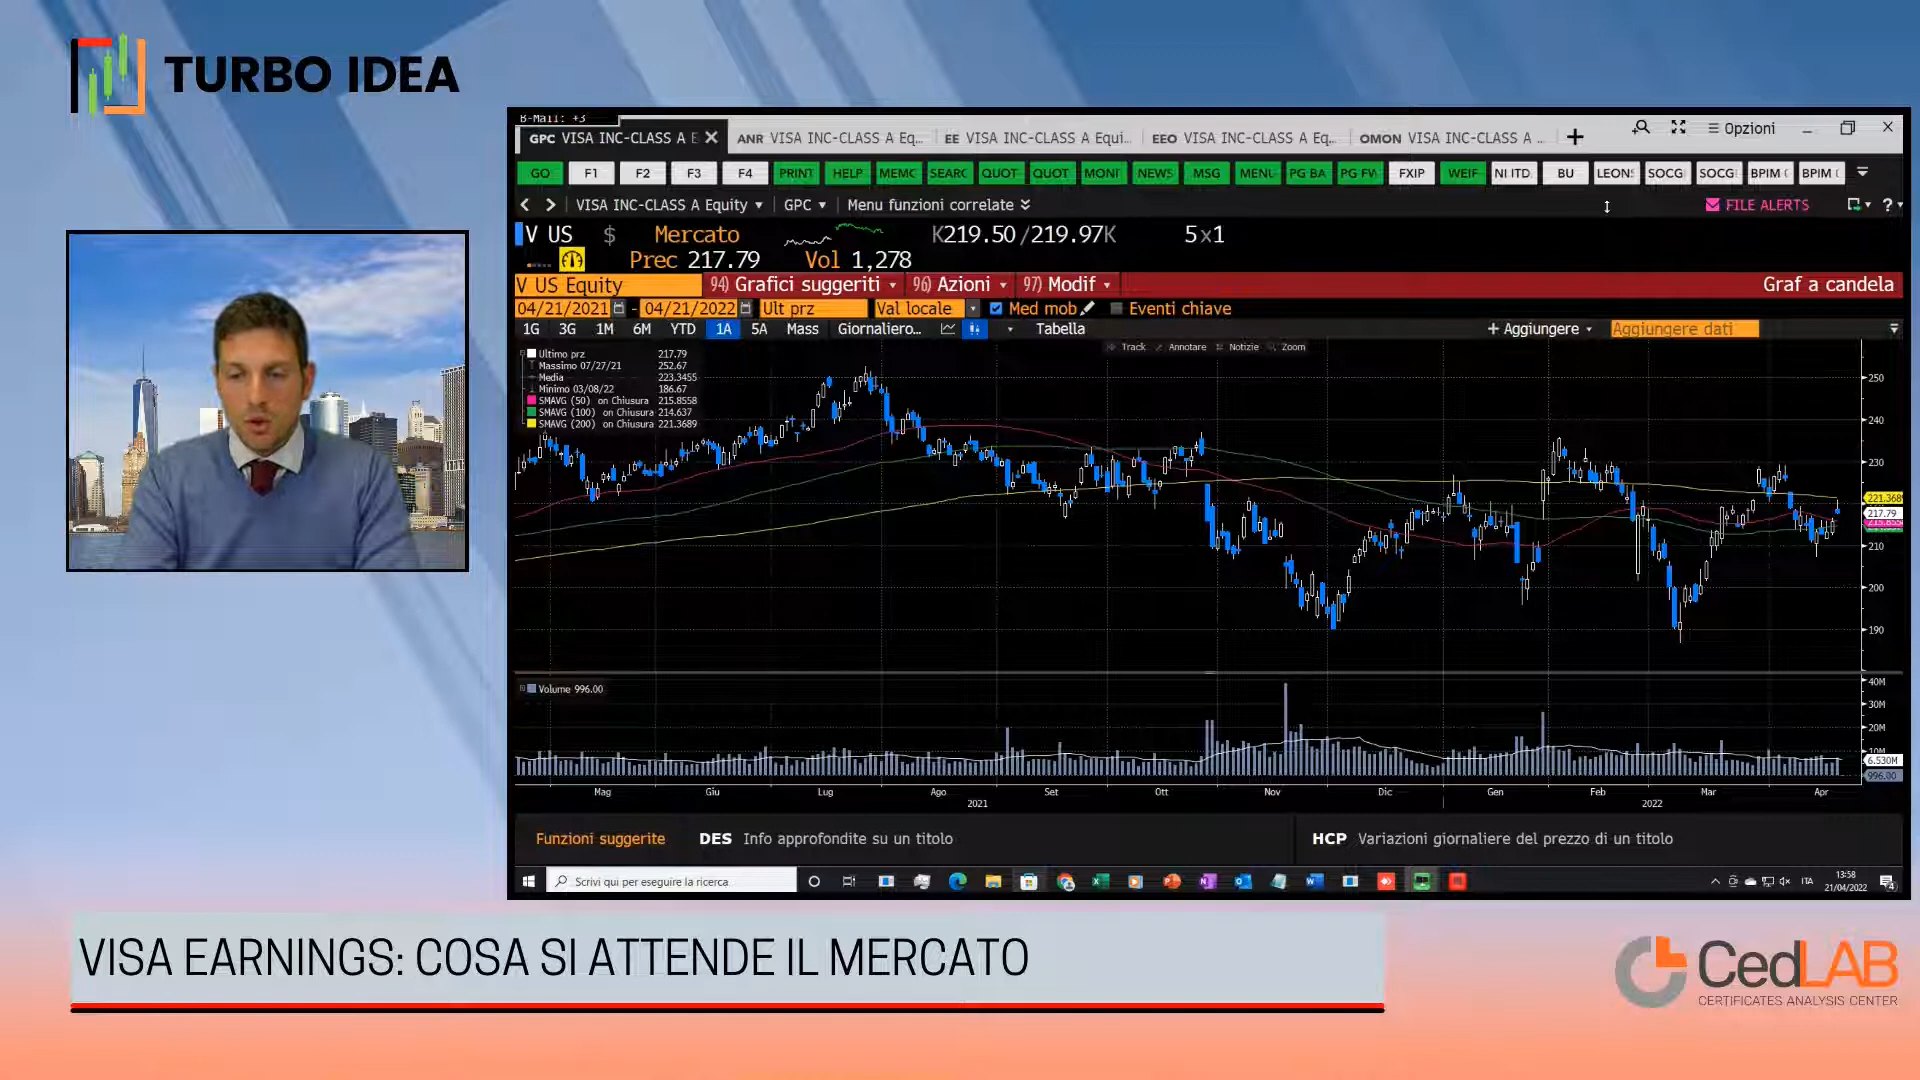 TURBO IDEA
B-Mail: +3
GPC VISA INC-CLASS A E ✕ ANR VISA INC-CLASS A Eq... EE VISA INC-CLASS A Equi... EEO VISA INC-CLASS A Eq... OMON VISA INC-CLASS A ... + Opzioni
GO F1 F2 F3 F4 PRINT HELP MEMC SEARC QUOT QUOT MONI NEWS MSG MENU PG BA PG FW FXIP WEIF NI ITD BU LEONS SOCG SOCG BPIM ( BPIM (
VISA INC-CLASS A Equity GPC Menu funzioni correlate FILE ALERTS ?
V US $ Mercato K219.50 /219.97K 5x1
Prec 217.79 Vol 1,278
V US Equity 94) Grafici suggeriti 96) Azioni 97) Modif Graf a candela
04/21/2021 - 04/21/2022 Ult prz Val locale Med mob Eventi chiave
1G 3G 1M 6M YTD 1A 5A Mass Giornaliero... Tabella + Aggiungere Aggiungere dati
Track Annotare Notizie Zoom
Ultimo prz 217.79
Massimo 07/27/21 252.67
Media 223.3455
Minimo 03/08/22 186.67
SMAVG (50) on Chiusura 215.8558
SMAVG (100) on Chiusura 214.637
SMAVG (200) on Chiusura 221.3689
250
240
230
221.368
217.79
210
200
190
Volume 996.00
40M
30M
20M
10M
6.530M
996.00
Mag Giu Lug Ago Set Ott Nov Dic Gen Feb Mar Apr
2021 2022
Funzioni suggerite DES Info approfondite su un titolo HCP Variazioni giornaliere del prezzo di un titolo
Scrivi qui per eseguire la ricerca ITA 13:58
21/04/2022
VISA EARNINGS: COSA SI ATTENDE IL MERCATO
CedLAB
CERTIFICATES ANALYSIS CENTER